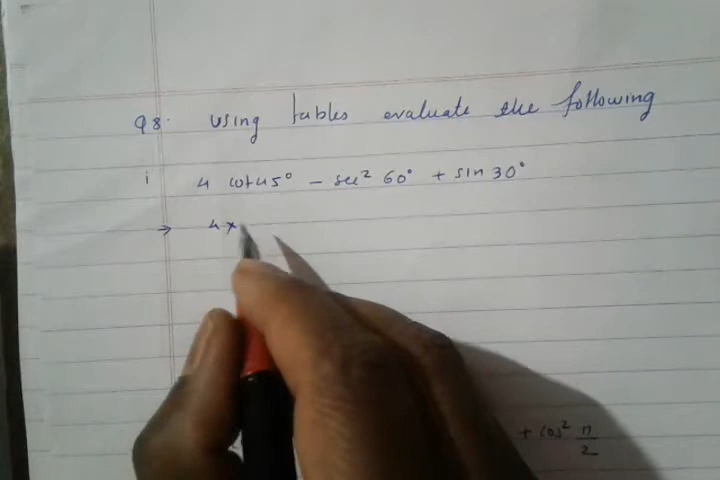 Q8. Using tables evaluate the following
i 4 cot 45° - sec² 60° + sin 30°
→ 4 ×
+ cos² π/2